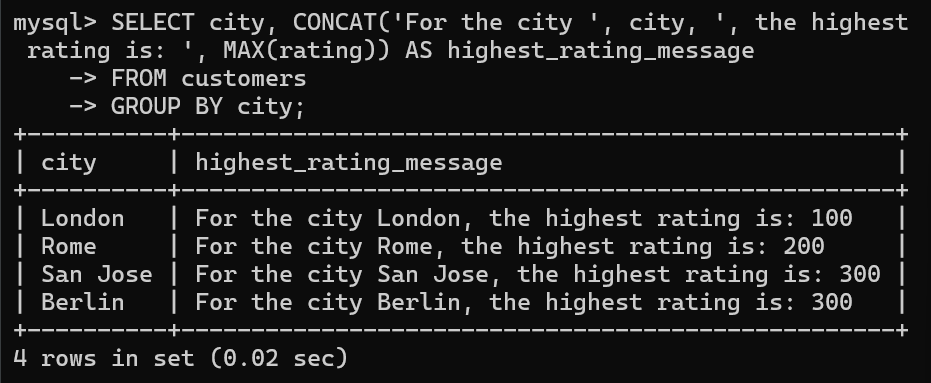 mysql> SELECT city, CONCAT('For the city ', city, ', the highest
 rating is: ', MAX(rating)) AS highest_rating_message
    -> FROM customers
    -> GROUP BY city;
+----------+---------------------------------------------------+
| city     | highest_rating_message                            |
+----------+---------------------------------------------------+
| London   | For the city London, the highest rating is: 100   |
| Rome     | For the city Rome, the highest rating is: 200     |
| San Jose | For the city San Jose, the highest rating is: 300 |
| Berlin   | For the city Berlin, the highest rating is: 300   |
+----------+---------------------------------------------------+
4 rows in set (0.02 sec)